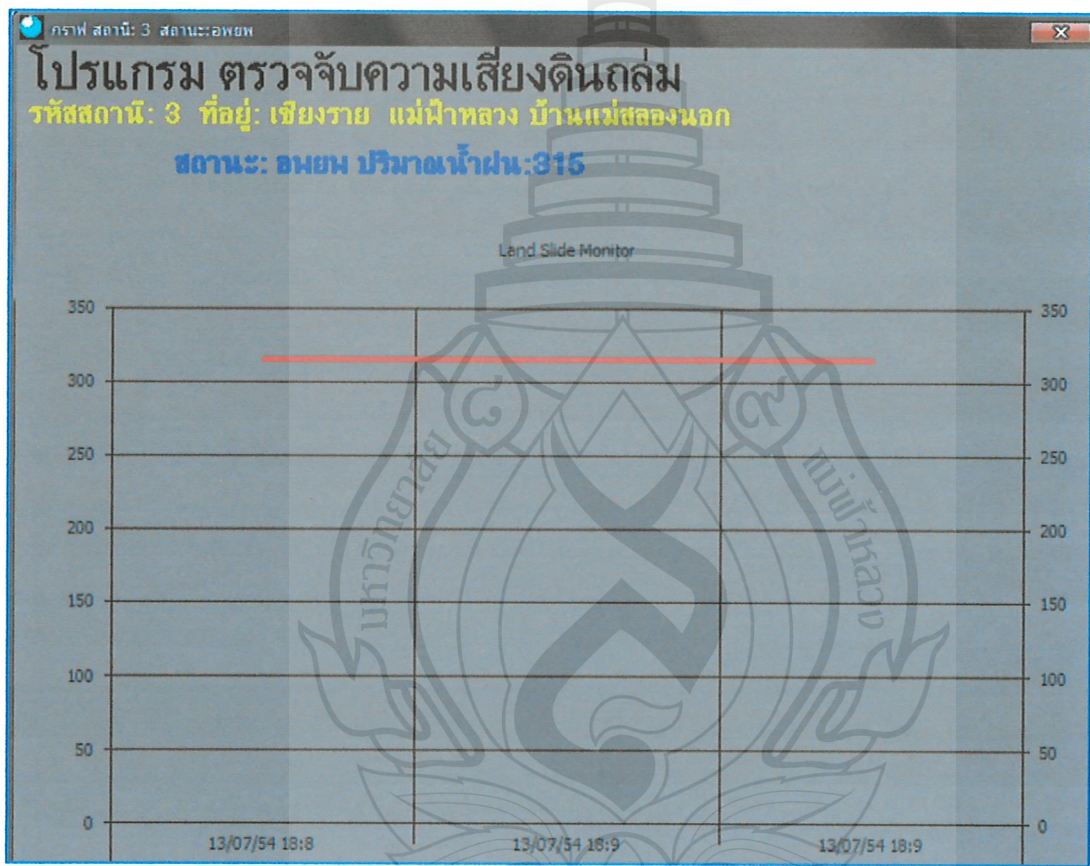 กราฟ สถานี: 3 สถานะ:อพยพ
โปรแกรม ตรวจจับความเสี่ยงดินถล่ม
รหัสสถานี: 3 ที่อยู่: เชียงราย แม่ฟ้าหลวง บ้านแม่สลองนอก
สถานะ: อพยพ ปริมาณน้ำฝน:315
Land Slide Monitor
350 350
300 300
250 250
200 200
150 150
100 100
50 50
0 0
13/07/54 18:8 13/07/54 18:9 13/07/54 18:9
๘ ๙
มหาวิทยาลัย แม่ฟ้าหลวง